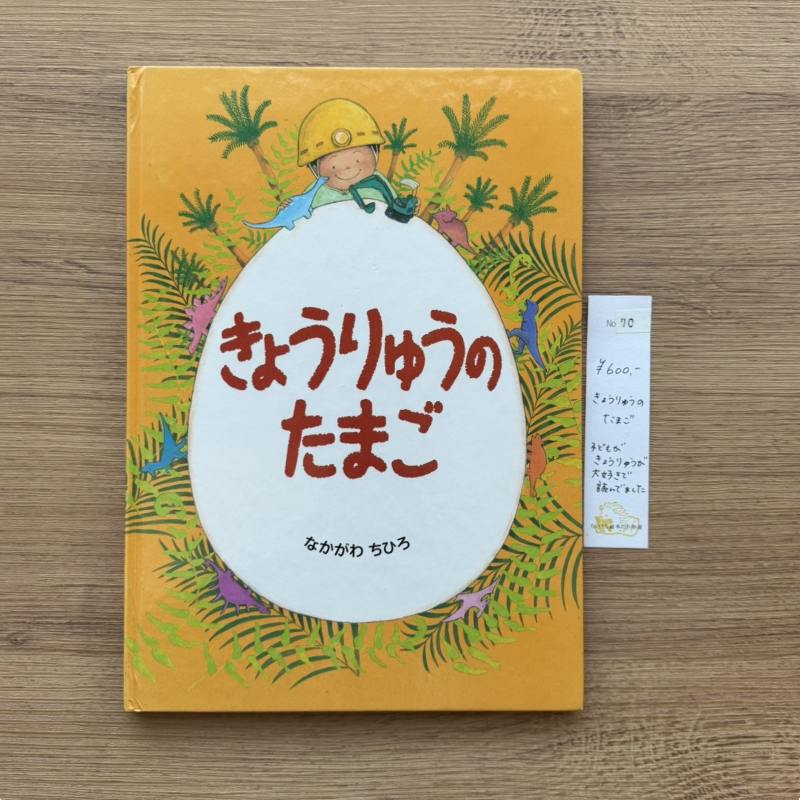 きょうりゅうの
たまご
なかがわ ちひろ
No. 70
¥600.-
きょうりゅうの
たまご
子どもが
きょうりゅうが
大好きで
読んでました